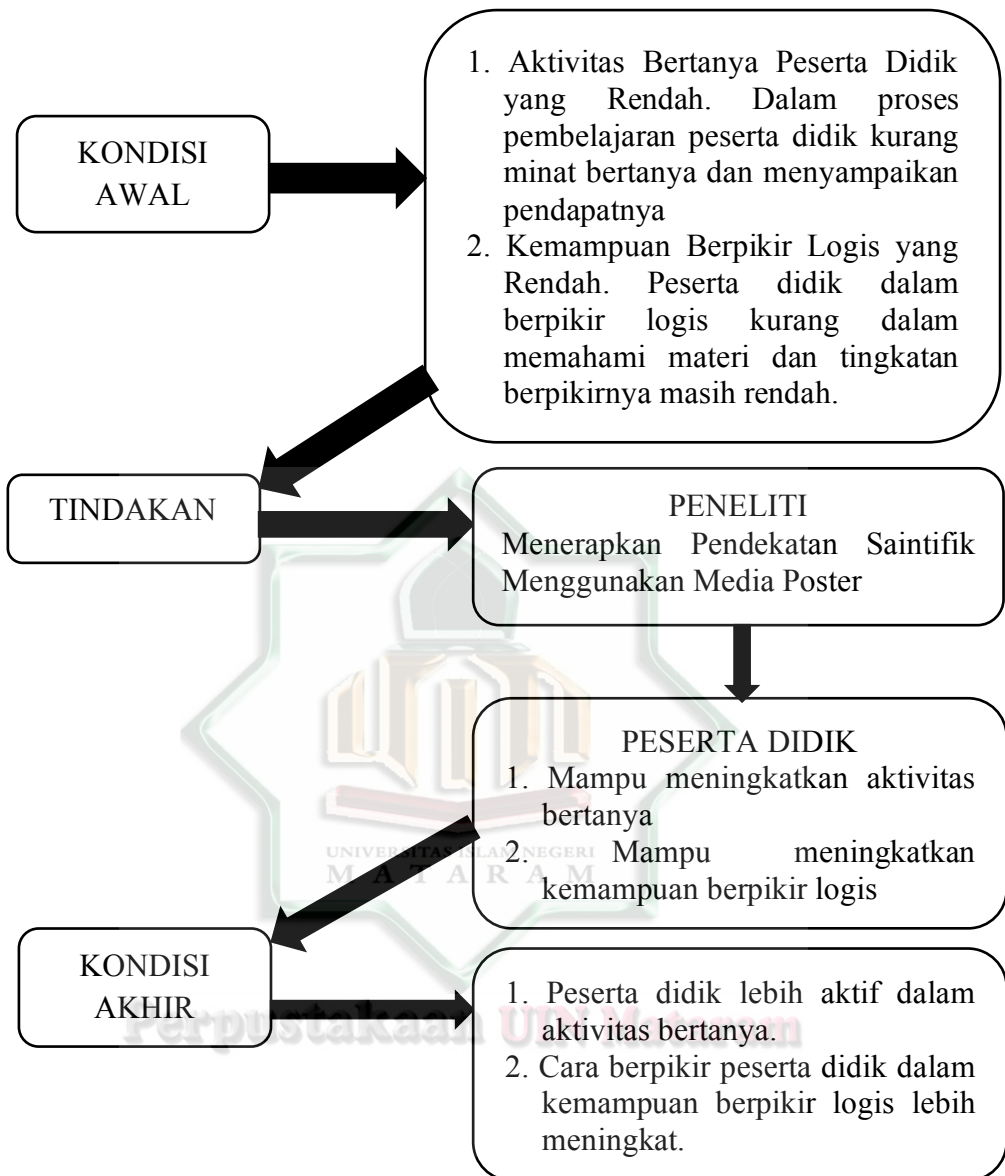 KONDISI
AWAL
1. Aktivitas Bertanya Peserta Didik
yang Rendah. Dalam proses
pembelajaran peserta didik kurang
minat bertanya dan menyampaikan
pendapatnya
2. Kemampuan Berpikir Logis yang
Rendah. Peserta didik dalam
berpikir logis kurang dalam
memahami materi dan tingkatan
berpikirnya masih rendah.
TINDAKAN
PENELITI
Menerapkan Pendekatan Saintifik
Menggunakan Media Poster
PESERTA DIDIK
1. Mampu meningkatkan aktivitas
bertanya
2. Mampu meningkatkan
kemampuan berpikir logis
UNIVERSITAS ISLAM NEGERI
MATARAM
KONDISI
AKHIR
1. Peserta didik lebih aktif dalam
aktivitas bertanya.
2. Cara berpikir peserta didik dalam
kemampuan berpikir logis lebih
meningkat.
Perpustakaan UIN Mataram